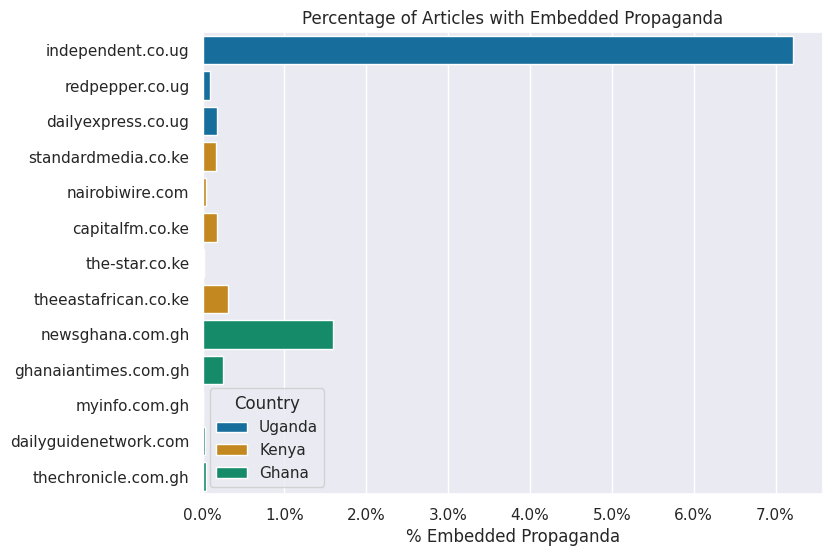 Percentage of Articles with Embedded Propaganda
independent.co.ug
redpepper.co.ug
dailyexpress.co.ug
standardmedia.co.ke
nairobiwire.com
capitalfm.co.ke
the-star.co.ke
theeastafrican.co.ke
newsghana.com.gh
ghanaiantimes.com.gh
myinfo.com.gh
dailyguidenetwork.com
thechronicle.com.gh
Country
Uganda
Kenya
Ghana
0.0% 1.0% 2.0% 3.0% 4.0% 5.0% 6.0% 7.0%
% Embedded Propaganda